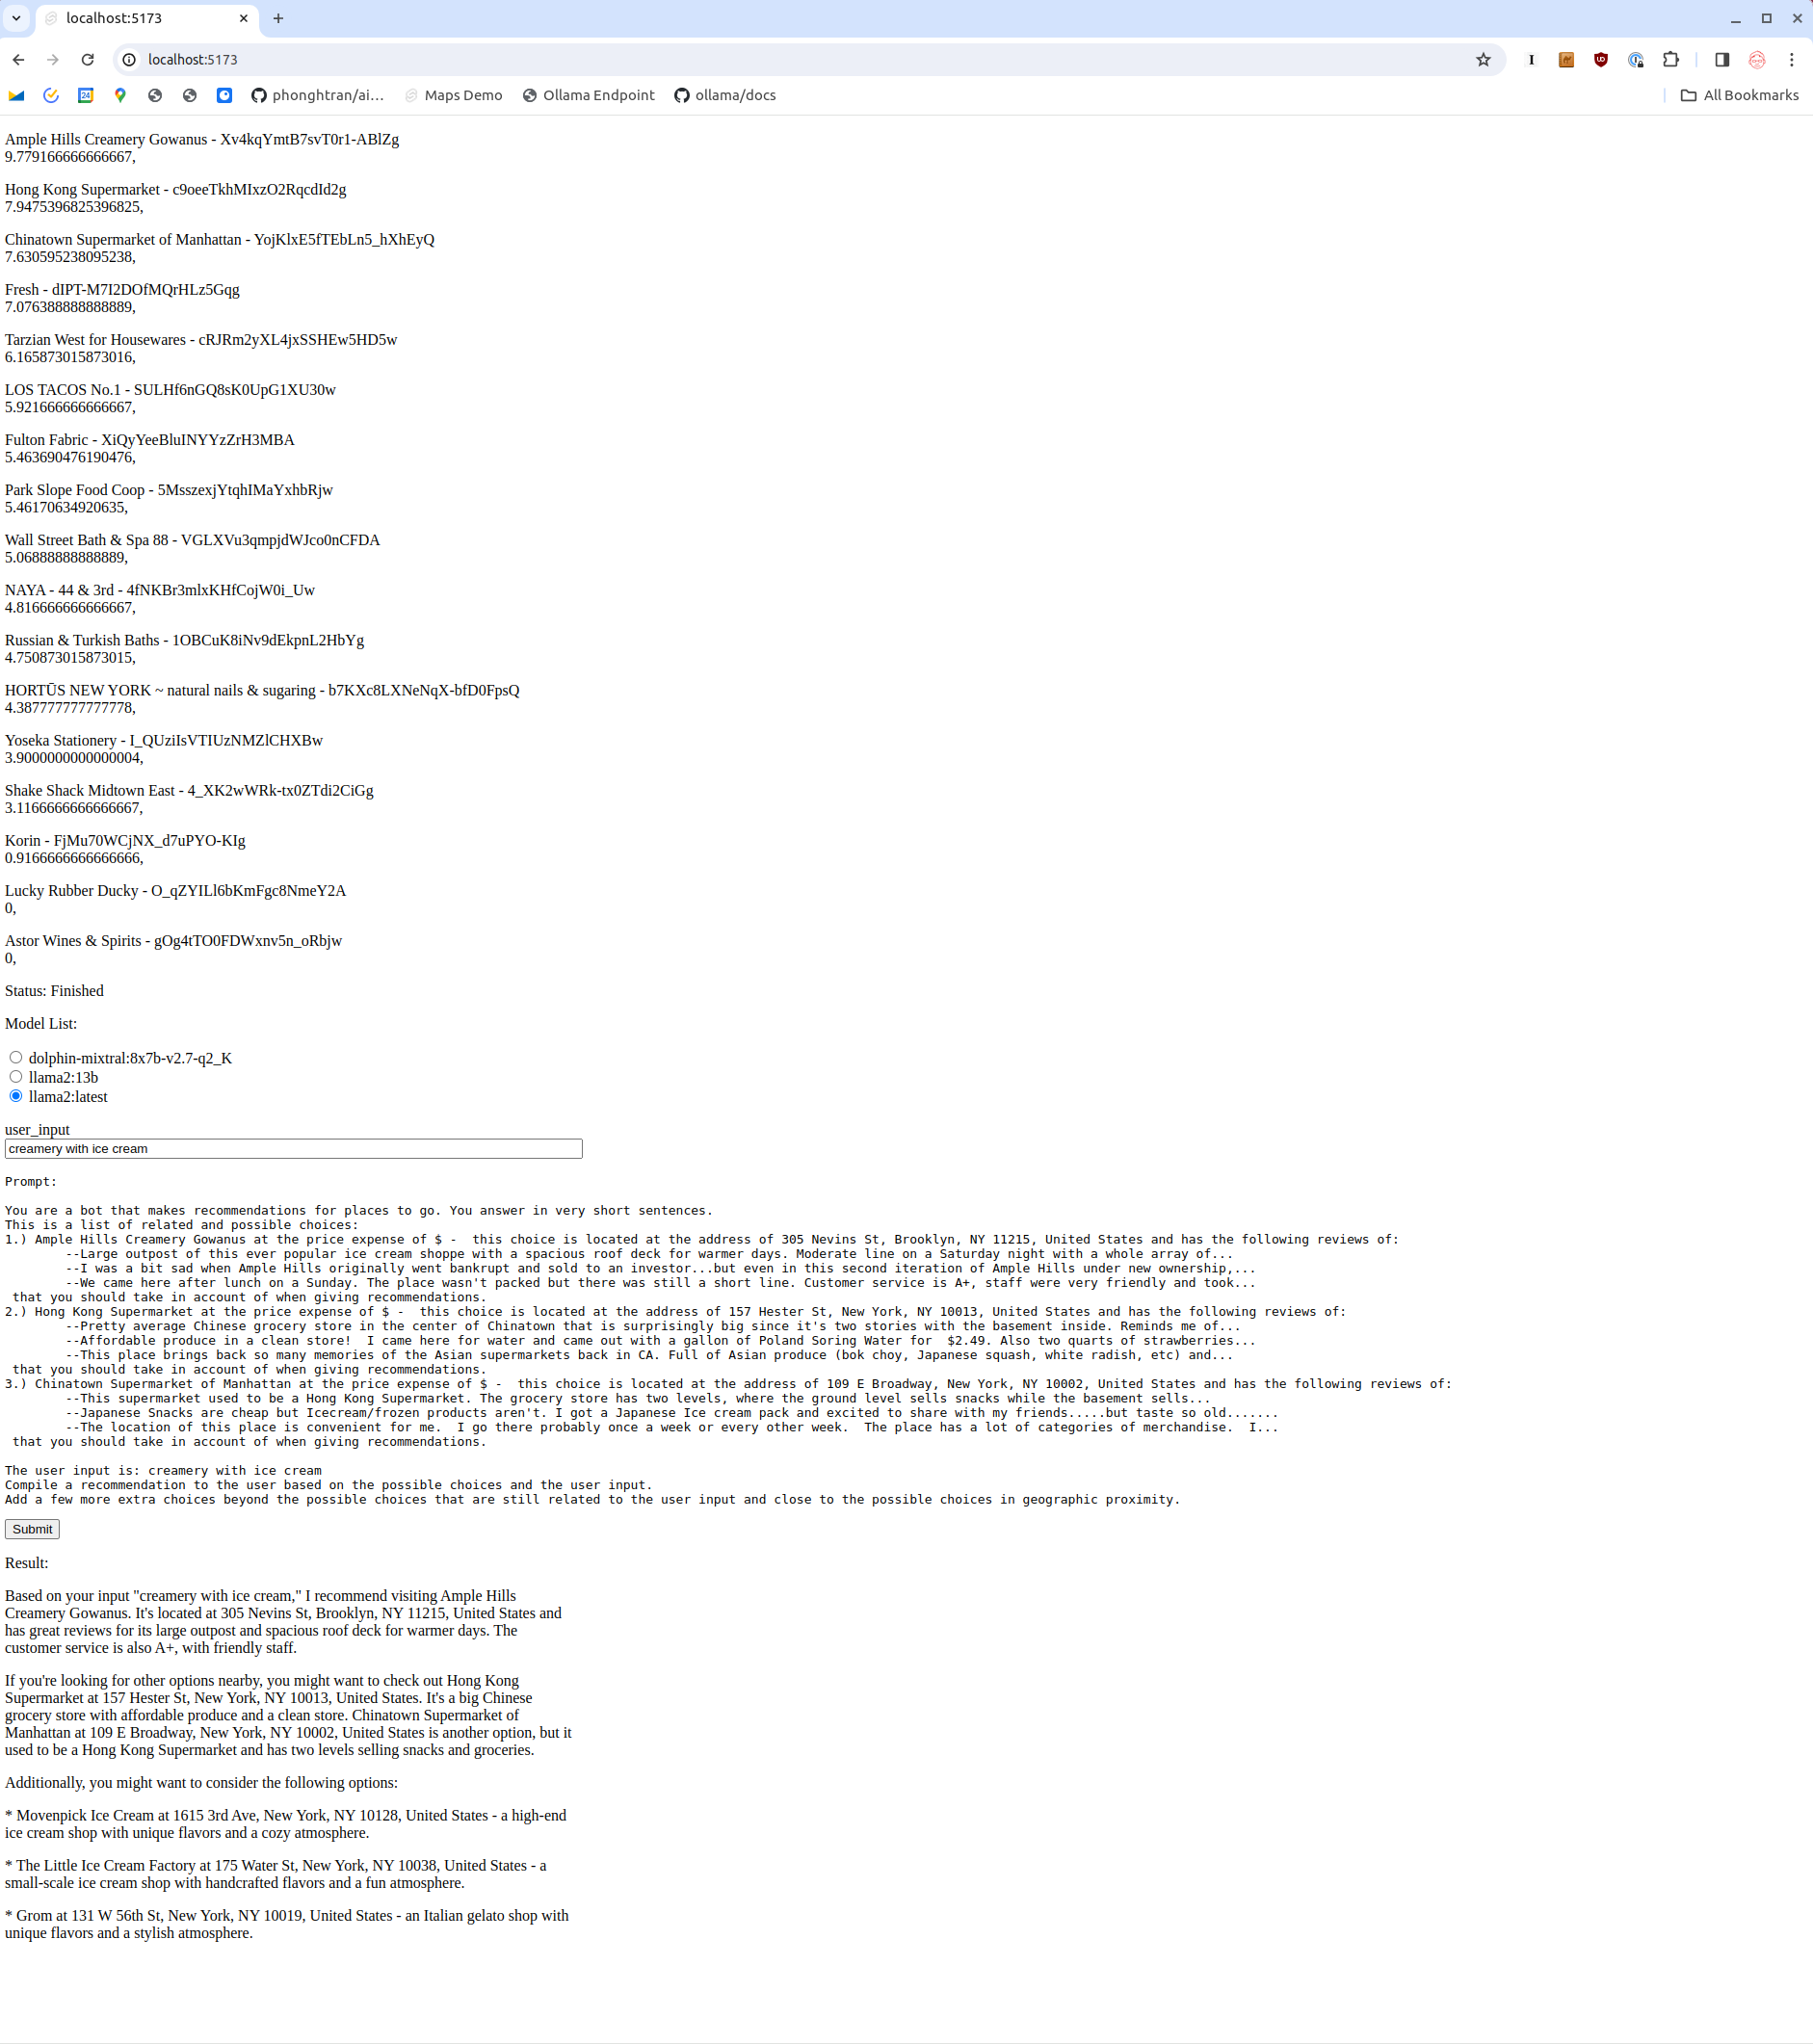 localhost:5173
localhost:5173
phonghtran/ai...
Maps Demo
Ollama Endpoint
ollama/docs
All Bookmarks
Ample Hills Creamery Gowanus - Xv4kqYmtB7svT0r1-ABlZg
9.779166666666667,
Hong Kong Supermarket - c9oeeTkhMIxzO2RqcdId2g
7.9475396825396825,
Chinatown Supermarket of Manhattan - YojKlxE5fTEbLn5_hXhEyQ
7.630595238095238,
Fresh - dIPT-M7I2DOfMQrHLz5Gqg
7.076388888888889,
Tarzian West for Housewares - cRJRm2yXL4jxSSHEw5HD5w
6.165873015873016,
LOS TACOS No.1 - SULHf6nGQ8sK0UpG1XU30w
5.921666666666667,
Fulton Fabric - XiQyYeeBluINYYzZrH3MBA
5.463690476190476,
Park Slope Food Coop - 5MsszexjYtqhIMaYxhbRjw
5.46170634920635,
Wall Street Bath & Spa 88 - VGLXVu3qmpjdWJco0nCFDA
5.06888888888889,
NAYA - 44 & 3rd - 4fNKBr3mlxKHfCojW0i_Uw
4.816666666666667,
Russian & Turkish Baths - 1OBCuK8iNv9dEkpnL2HbYg
4.750873015873015,
HORTŪS NEW YORK ~ natural nails & sugaring - b7KXc8LXNeNqX-bfD0FpsQ
4.387777777777778,
Yoseka Stationery - I_QUziIsVTIUzNMZlCHXBw
3.9000000000000004,
Shake Shack Midtown East - 4_XK2wWRk-tx0ZTdi2CiGg
3.1166666666666667,
Korin - FjMu70WCjNX_d7uPYO-KIg
0.9166666666666666,
Lucky Rubber Ducky - O_qZYILl6bKmFgc8NmeY2A
0,
Astor Wines & Spirits - gOg4tTO0FDWxnv5n_oRbjw
0,
Status: Finished
Model List:
dolphin-mixtral:8x7b-v2.7-q2_K
llama2:13b
llama2:latest
user_input
creamery with ice cream
Prompt:
You are a bot that makes recommendations for places to go. You answer in very short sentences.
This is a list of related and possible choices:
1.) Ample Hills Creamery Gowanus at the price expense of $ -  this choice is located at the address of 305 Nevins St, Brooklyn, NY 11215, United States and has the following reviews of:
--Large outpost of this ever popular ice cream shoppe with a spacious roof deck for warmer days. Moderate line on a Saturday night with a whole array of...
--I was a bit sad when Ample Hills originally went bankrupt and sold to an investor...but even in this second iteration of Ample Hills under new ownership,...
--We came here after lunch on a Sunday. The place wasn't packed but there was still a short line. Customer service is A+, staff were very friendly and took...
that you should take in account of when giving recommendations.
2.) Hong Kong Supermarket at the price expense of $ -  this choice is located at the address of 157 Hester St, New York, NY 10013, United States and has the following reviews of:
--Pretty average Chinese grocery store in the center of Chinatown that is surprisingly big since it's two stories with the basement inside. Reminds me of...
--Affordable produce in a clean store!  I came here for water and came out with a gallon of Poland Soring Water for  $2.49. Also two quarts of strawberries...
--This place brings back so many memories of the Asian supermarkets back in CA. Full of Asian produce (bok choy, Japanese squash, white radish, etc) and...
that you should take in account of when giving recommendations.
3.) Chinatown Supermarket of Manhattan at the price expense of $ -  this choice is located at the address of 109 E Broadway, New York, NY 10002, United States and has the following reviews of:
--This supermarket used to be a Hong Kong Supermarket. The grocery store has two levels, where the ground level sells snacks while the basement sells...
--Japanese Snacks are cheap but Icecream/frozen products aren't. I got a Japanese Ice cream pack and excited to share with my friends.....but taste so old.......
--The location of this place is convenient for me.  I go there probably once a week or every other week.  The place has a lot of categories of merchandise.  I...
that you should take in account of when giving recommendations.
The user input is: creamery with ice cream
Compile a recommendation to the user based on the possible choices and the user input.
Add a few more extra choices beyond the possible choices that are still related to the user input and close to the possible choices in geographic proximity.
Submit
Result:
Based on your input "creamery with ice cream," I recommend visiting Ample Hills
Creamery Gowanus. It's located at 305 Nevins St, Brooklyn, NY 11215, United States and
has great reviews for its large outpost and spacious roof deck for warmer days. The
customer service is also A+, with friendly staff.
If you're looking for other options nearby, you might want to check out Hong Kong
Supermarket at 157 Hester St, New York, NY 10013, United States. It's a big Chinese
grocery store with affordable produce and a clean store. Chinatown Supermarket of
Manhattan at 109 E Broadway, New York, NY 10002, United States is another option, but it
used to be a Hong Kong Supermarket and has two levels selling snacks and groceries.
Additionally, you might want to consider the following options:
* Movenpick Ice Cream at 1615 3rd Ave, New York, NY 10128, United States - a high-end
ice cream shop with unique flavors and a cozy atmosphere.
* The Little Ice Cream Factory at 175 Water St, New York, NY 10038, United States - a
small-scale ice cream shop with handcrafted flavors and a fun atmosphere.
* Grom at 131 W 56th St, New York, NY 10019, United States - an Italian gelato shop with
unique flavors and a stylish atmosphere.